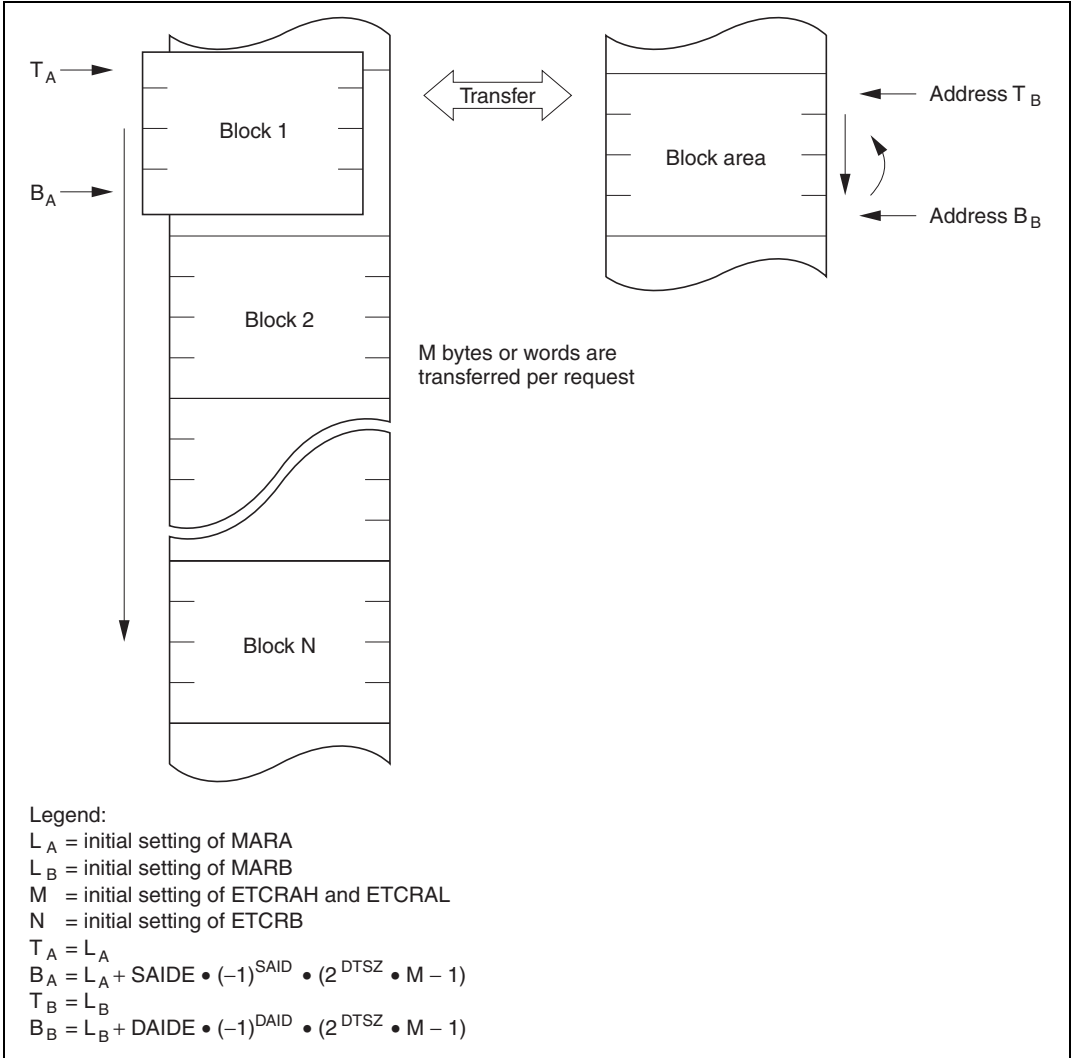 T A
Block 1
B A
Transfer
Address T B
Block area
Address B B
Block 2
M bytes or words are
transferred per request
Block N
Legend:
L A = initial setting of MARA
L B = initial setting of MARB
M = initial setting of ETCRAH and ETCRAL
N = initial setting of ETCRB
T A = L A
B A = L A + SAIDE • (–1)SAID • (2 DTSZ • M – 1)
T B = L B
B B = L B + DAIDE • (–1)DAID • (2 DTSZ • M – 1)